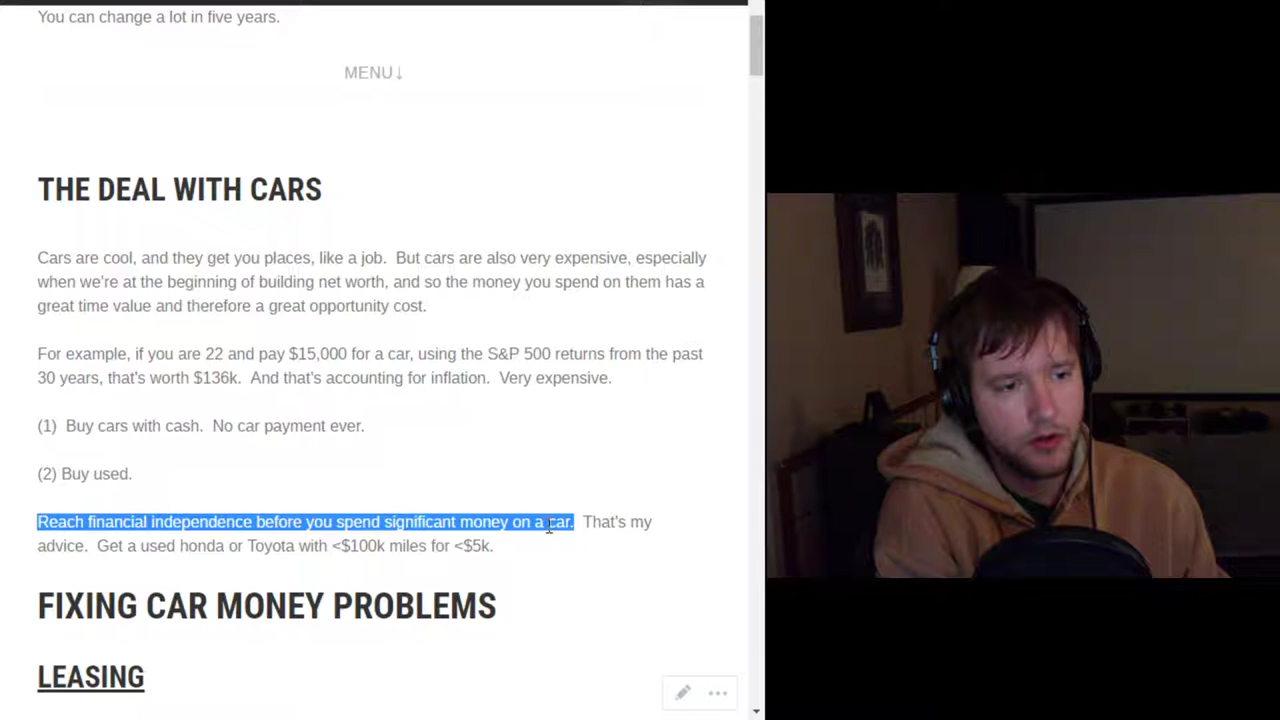 You can change a lot in five years.
MENU↓
THE DEAL WITH CARS
Cars are cool, and they get you places, like a job.  But cars are also very expensive, especially
when we're at the beginning of building net worth, and so the money you spend on them has a
great time value and therefore a great opportunity cost.
For example, if you are 22 and pay $15,000 for a car, using the S&P 500 returns from the past
30 years, that's worth $136k.  And that's accounting for inflation.  Very expensive.
(1)  Buy cars with cash.  No car payment ever.
(2) Buy used.
Reach financial independence before you spend significant money on a car.  That's my
advice.  Get a used honda or Toyota with <$100k miles for <$5k.
FIXING CAR MONEY PROBLEMS
LEASING